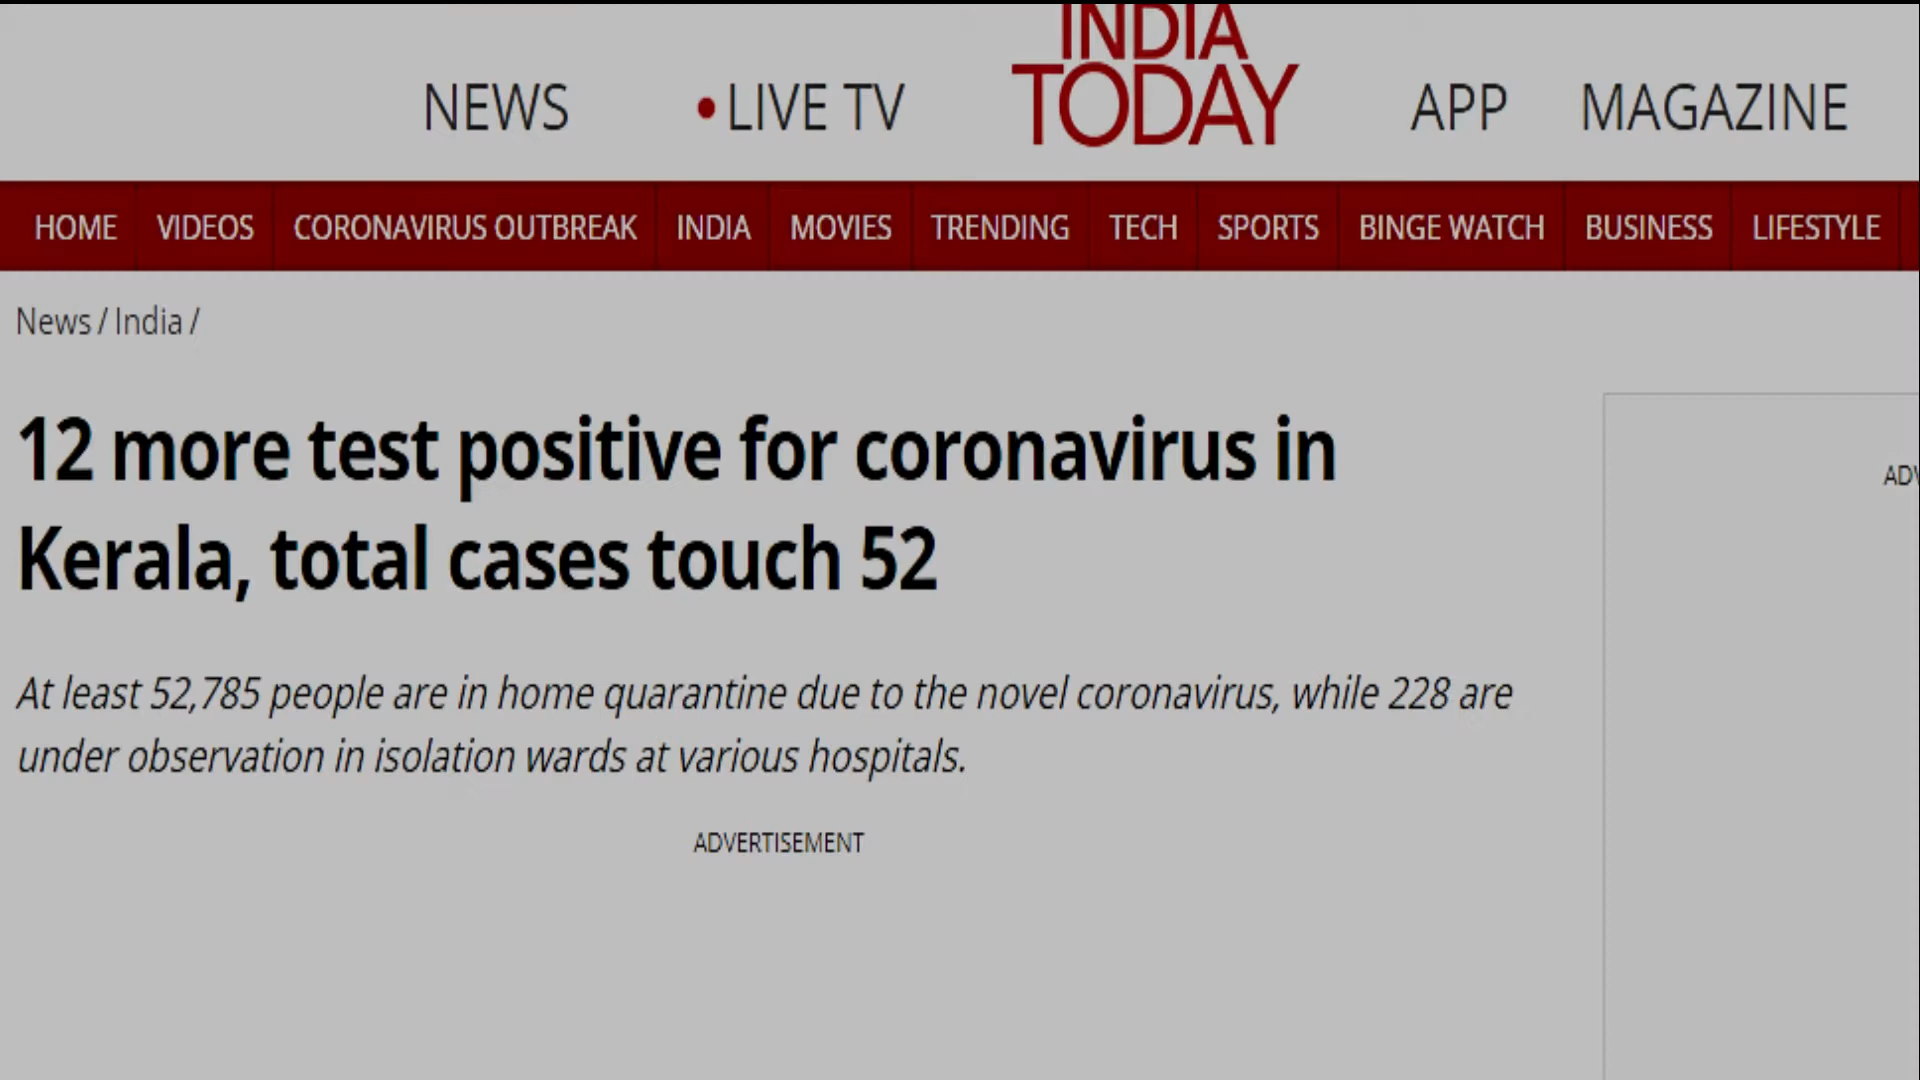 INDIA
TODAY
NEWS
LIVE TV
APP
MAGAZINE
HOME VIDEOS CORONAVIRUS OUTBREAK INDIA MOVIES TRENDING TECH SPORTS BINGE WATCH BUSINESS LIFESTYLE
News / India /
12 more test positive for coronavirus in
Kerala, total cases touch 52
At least 52,785 people are in home quarantine due to the novel coronavirus, while 228 are
under observation in isolation wards at various hospitals.
ADVERTISEMENT